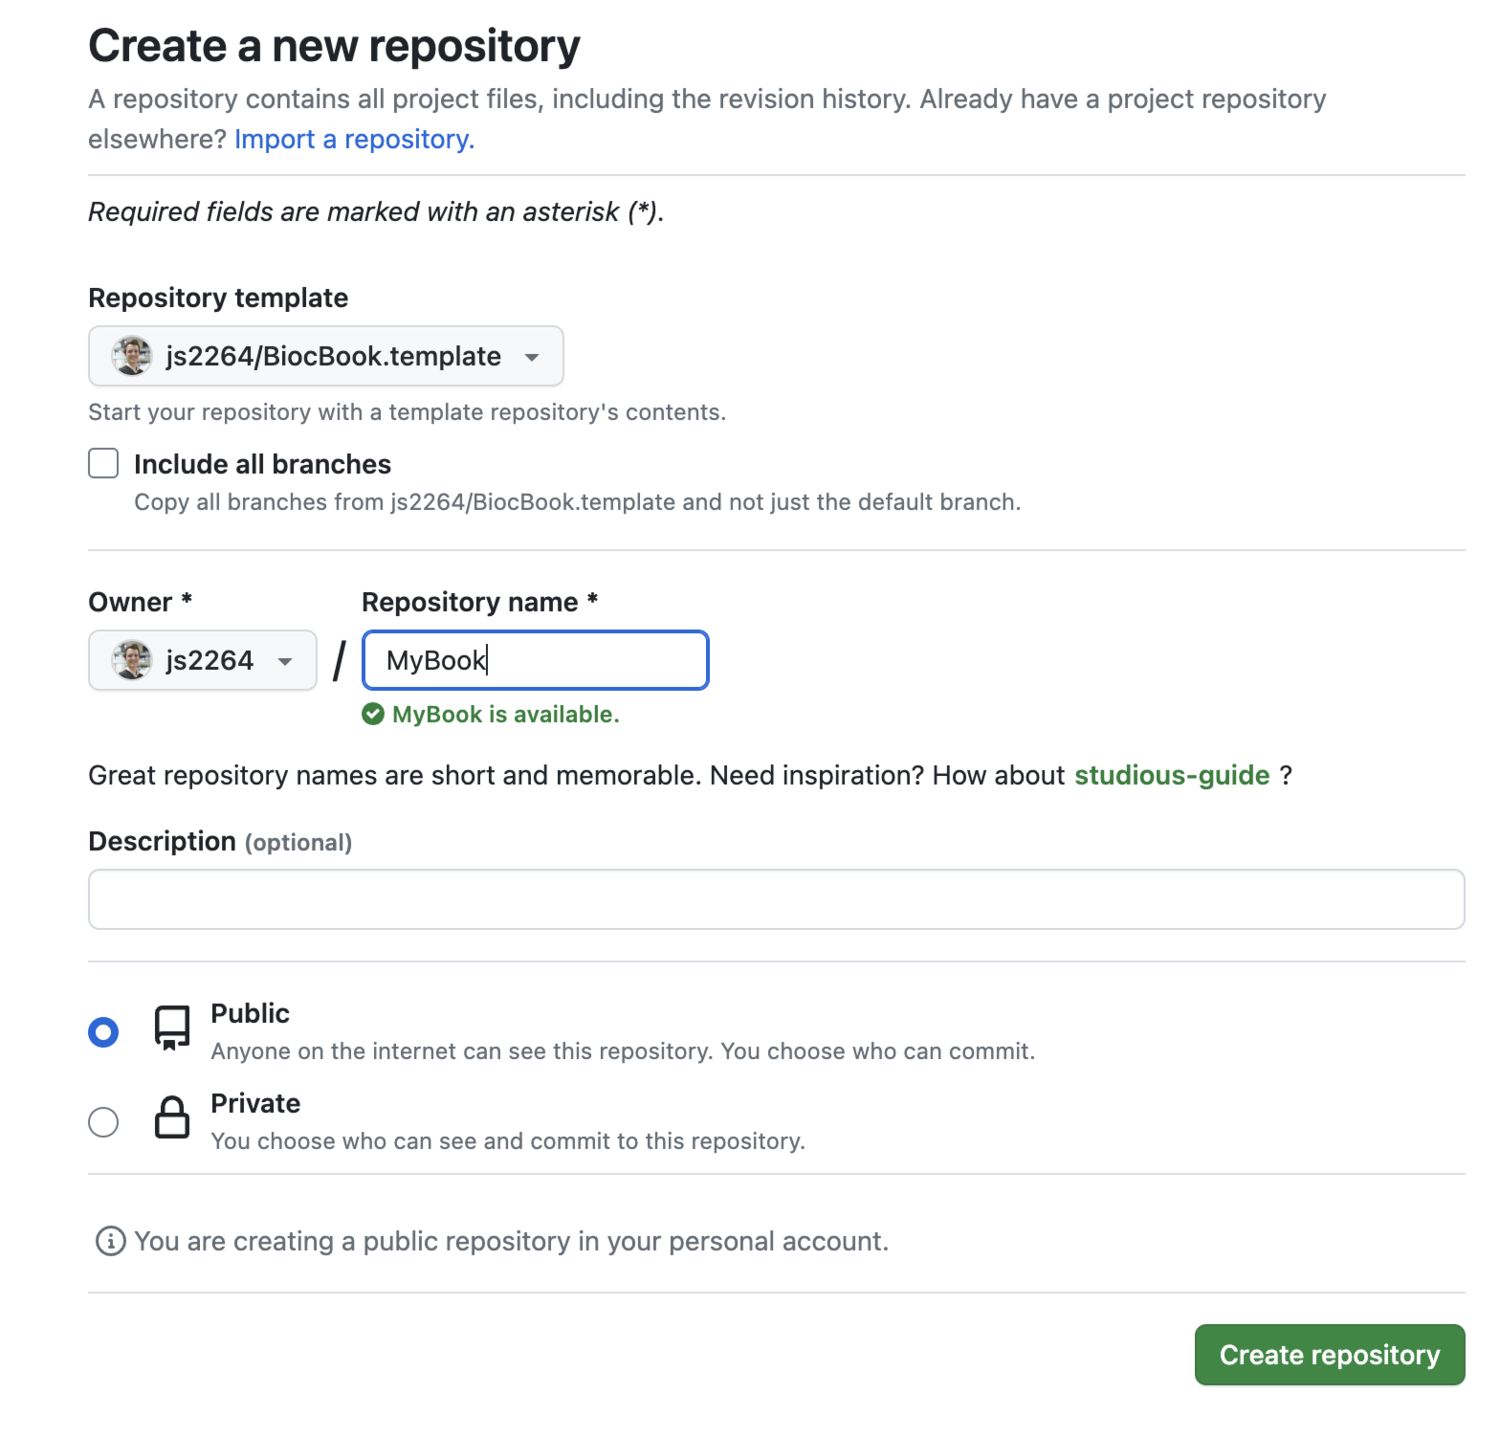 Create a new repository
A repository contains all project files, including the revision history. Already have a project repository
elsewhere? Import a repository.
Required fields are marked with an asterisk (*).
Repository template
js2264/BiocBook.template
Start your repository with a template repository's contents.
Include all branches
Copy all branches from js2264/BiocBook.template and not just the default branch.
Owner * Repository name *
js2264 / MyBook
MyBook is available.
Great repository names are short and memorable. Need inspiration? How about studious-guide ?
Description (optional)
Public
Anyone on the internet can see this repository. You choose who can commit.
Private
You choose who can see and commit to this repository.
You are creating a public repository in your personal account.
Create repository